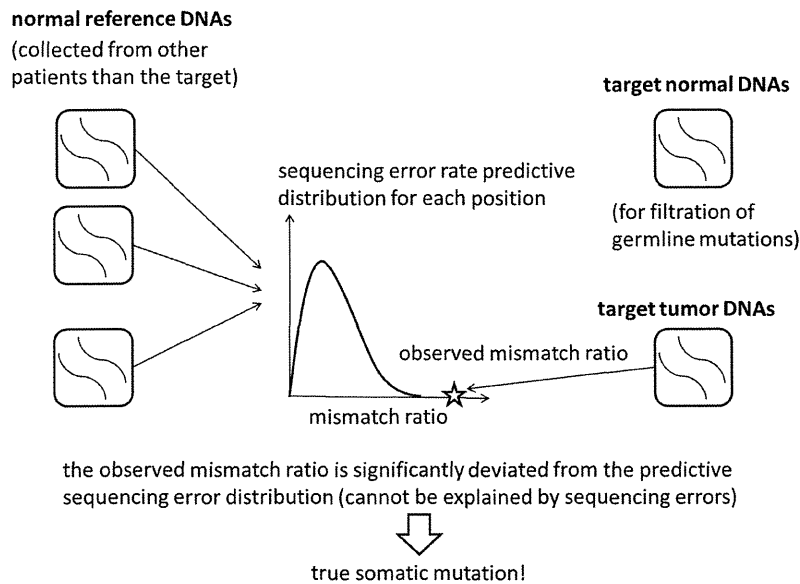 normal reference DNAs
(collected from other
patients than the target)
target normal DNAs
(for filtration of
germline mutations)
sequencing error rate predictive
distribution for each position
target tumor DNAs
observed mismatch ratio
mismatch ratio
the observed mismatch ratio is significantly deviated from the predictive
sequencing error distribution (cannot be explained by sequencing errors)
true somatic mutation!